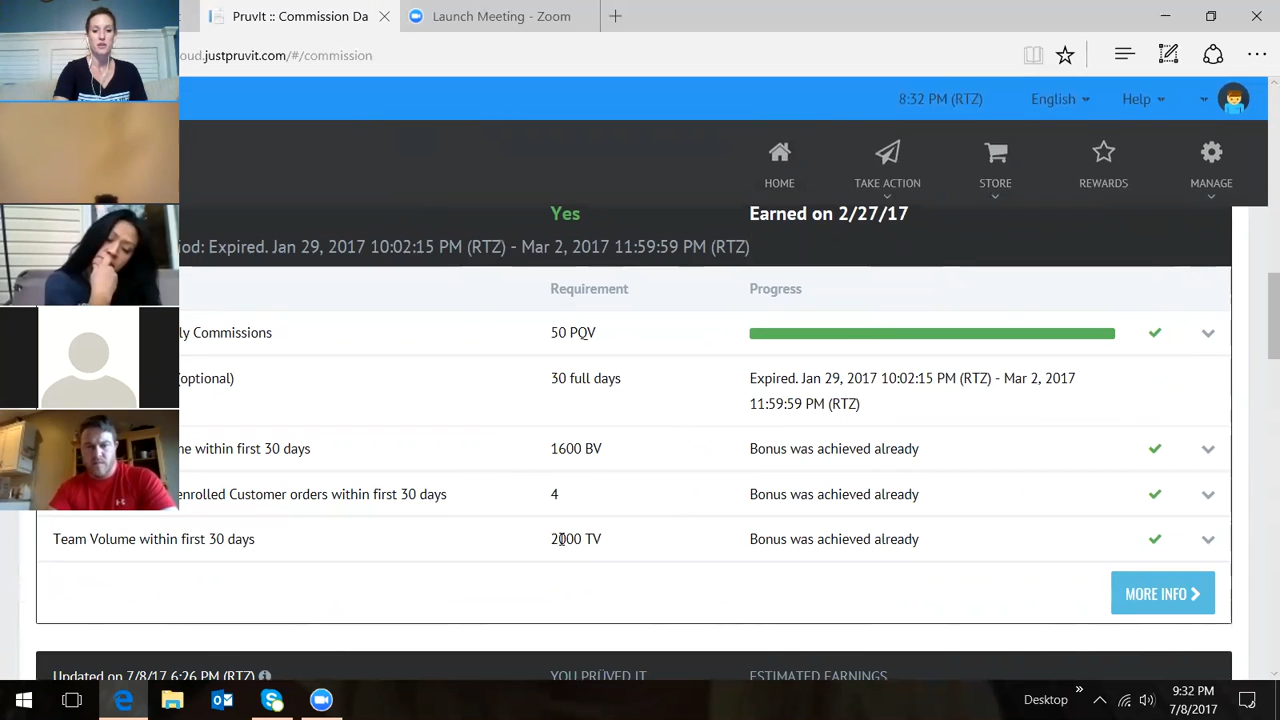 PruvIt :: Commission Da
Launch Meeting - Zoom
oud.justpruvit.com/#/commission
8:32 PM (RTZ)
English
Help
HOME
TAKE ACTION
STORE
REWARDS
MANAGE
Yes
Earned on 2/27/17
iod: Expired. Jan 29, 2017 10:02:15 PM (RTZ) - Mar 2, 2017 11:59:59 PM (RTZ)
Requirement
Progress
ly Commissions
50 PQV
(optional)
30 full days
Expired. Jan 29, 2017 10:02:15 PM (RTZ) - Mar 2, 2017
11:59:59 PM (RTZ)
me within first 30 days
1600 BV
Bonus was achieved already
enrolled Customer orders within first 30 days
4
Bonus was achieved already
Team Volume within first 30 days
2000 TV
Bonus was achieved already
MORE INFO
Updated on 7/8/17 6:26 PM (RTZ)
YOU PRÜVED IT
ESTIMATED EARNINGS
Desktop
9:32 PM
7/8/2017